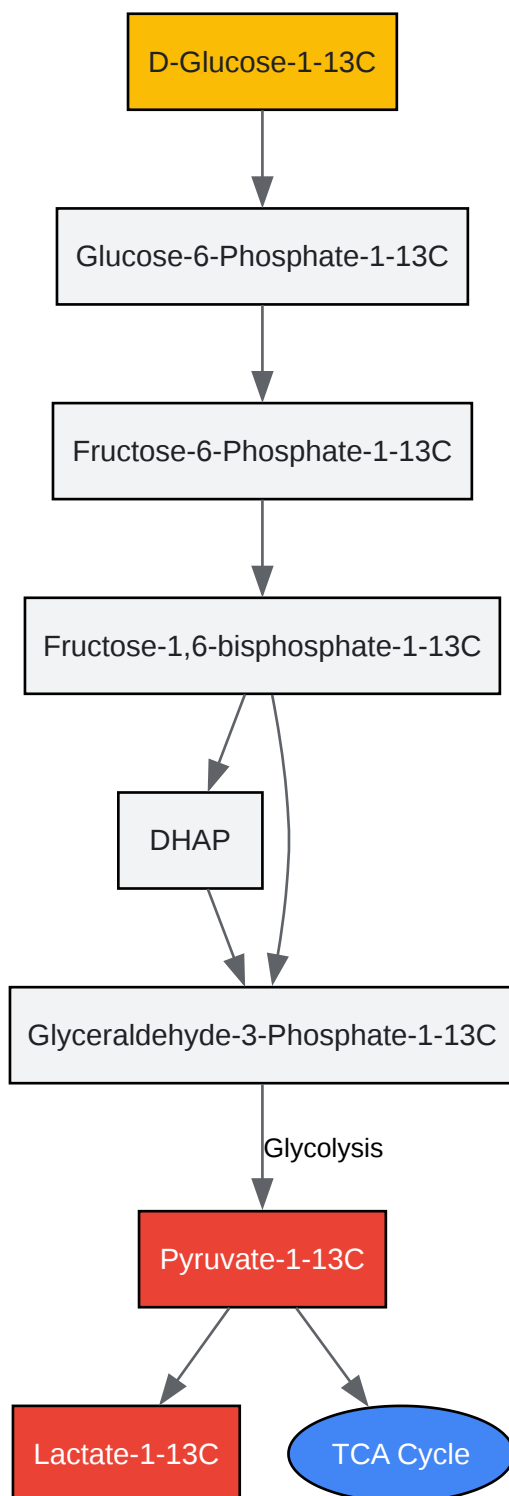 D-Glucose-1-13C
Glucose-6-Phosphate-1-13C
Fructose-6-Phosphate-1-13C
Fructose-1,6-bisphosphate-1-13C
DHAP
Glyceraldehyde-3-Phosphate-1-13C
Glycolysis
Pyruvate-1-13C
Lactate-1-13C
TCA Cycle